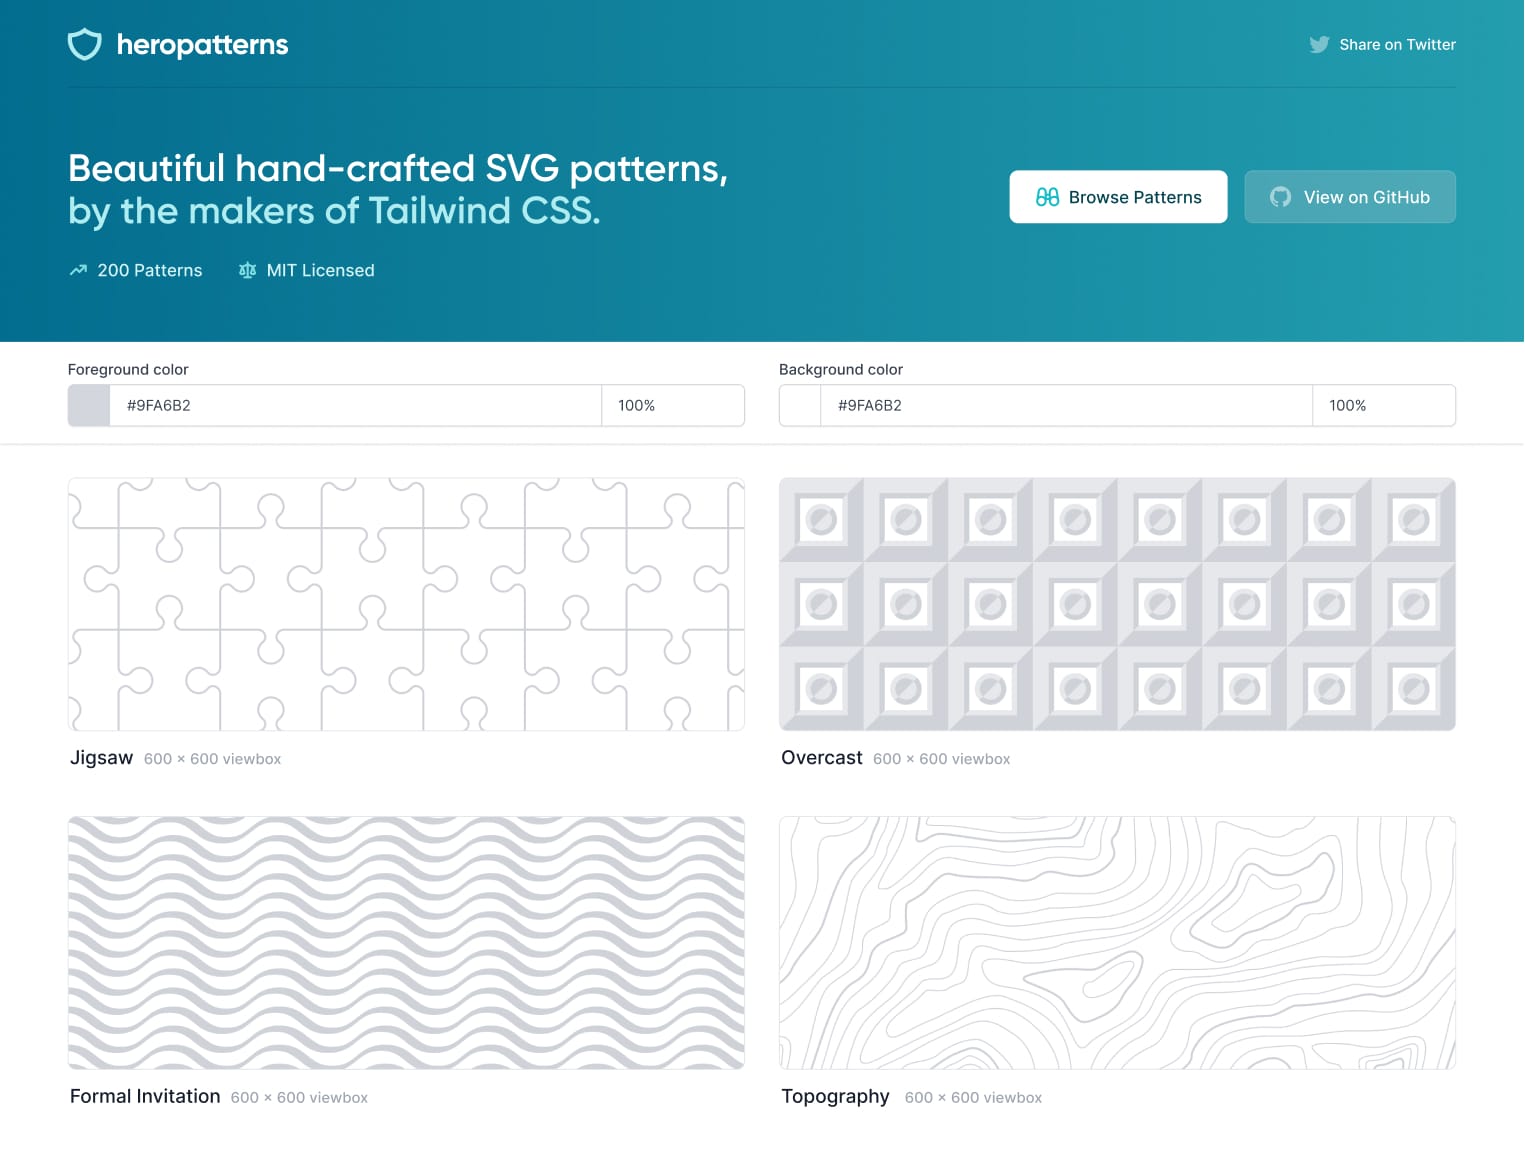 heropatterns
Share on Twitter
Beautiful hand-crafted SVG patterns,
by the makers of Tailwind CSS.
Browse Patterns
View on GitHub
200 Patterns
MIT Licensed
Foreground color
#9FA6B2
100%
Background color
#9FA6B2
100%
Jigsaw 600 × 600 viewbox
Overcast 600 × 600 viewbox
Formal Invitation 600 × 600 viewbox
Topography 600 × 600 viewbox